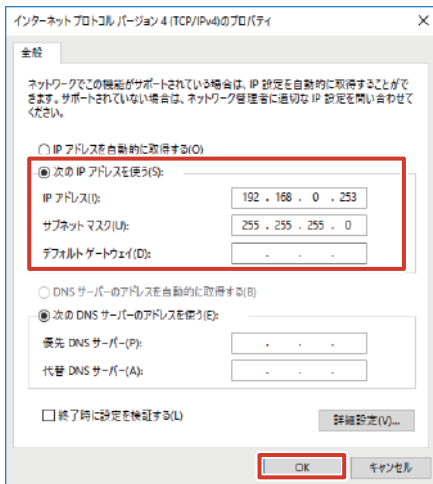 インターネット プロトコル バージョン 4 (TCP/IPv4)のプロパティ
全般
ネットワークでこの機能がサポートされている場合は、IP 設定を自動的に取得することがで
きます。サポートされていない場合は、ネットワーク管理者に適切な IP 設定を問い合わせて
ください。
IP アドレスを自動的に取得する(O)
次の IP アドレスを使う(S):
IP アドレス(I): 192 . 168 . 0 . 253
サブネット マスク(U): 255 . 255 . 255 . 0
デフォルト ゲートウェイ(D): . . .
DNS サーバーのアドレスを自動的に取得する(B)
次の DNS サーバーのアドレスを使う(E):
優先 DNS サーバー(P): . . .
代替 DNS サーバー(A): . . .
終了時に設定を検証する(L)
詳細設定(V)...
OK キャンセル